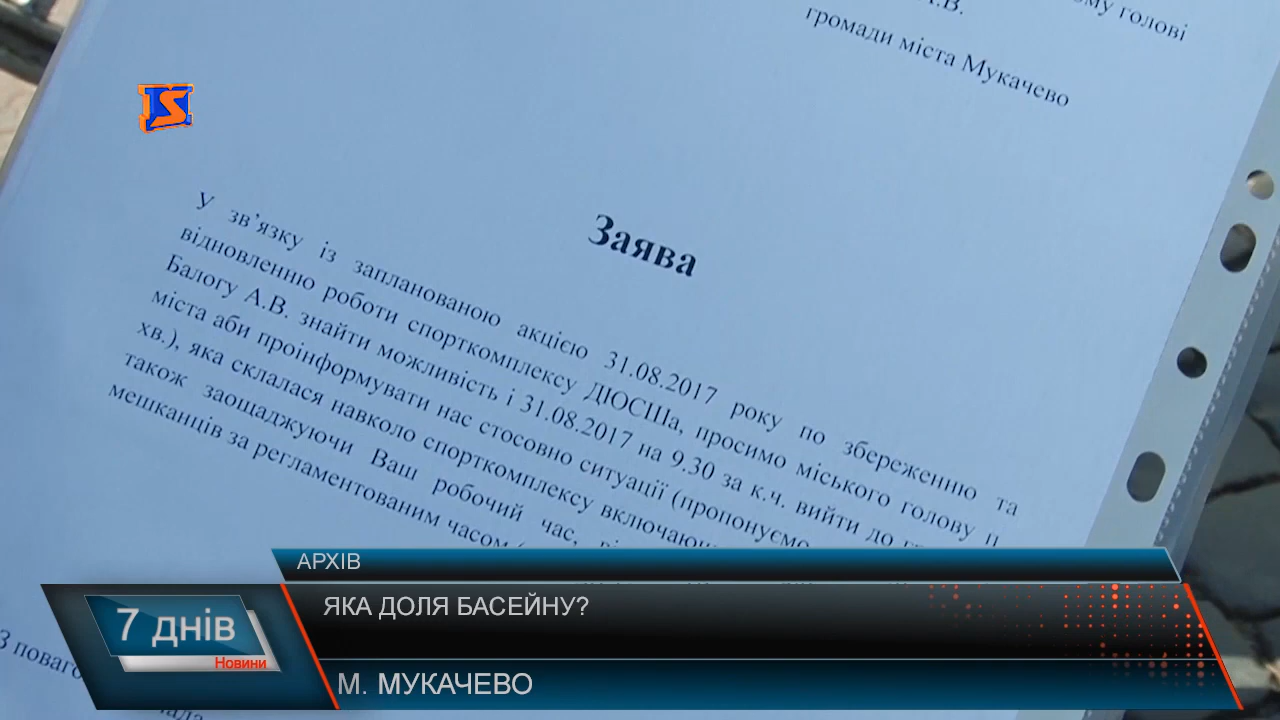 ому голові
А.В.
громади міста Мукачево
Заява
У зв’язку із запланованою акцією 31.08.2017 року по збереженню та
відновленню роботи спорткомплексу ДЮСШа, просимо міського голову
Балогу А.В. знайти можливість і 31.08.2017 на 9.30 за к.ч. вийти до
міста аби проінформувати нас стосовно ситуації (пропонуємо
хв.), яка склалася навколо спорткомплексу
також заощаджуючи Ваш робочий час,
мешканців за регламентованим часом
З
АРХІВ
ЯКА ДОЛЯ БАСЕЙНУ?
7 днів
Новини
М. МУКАЧЕВО